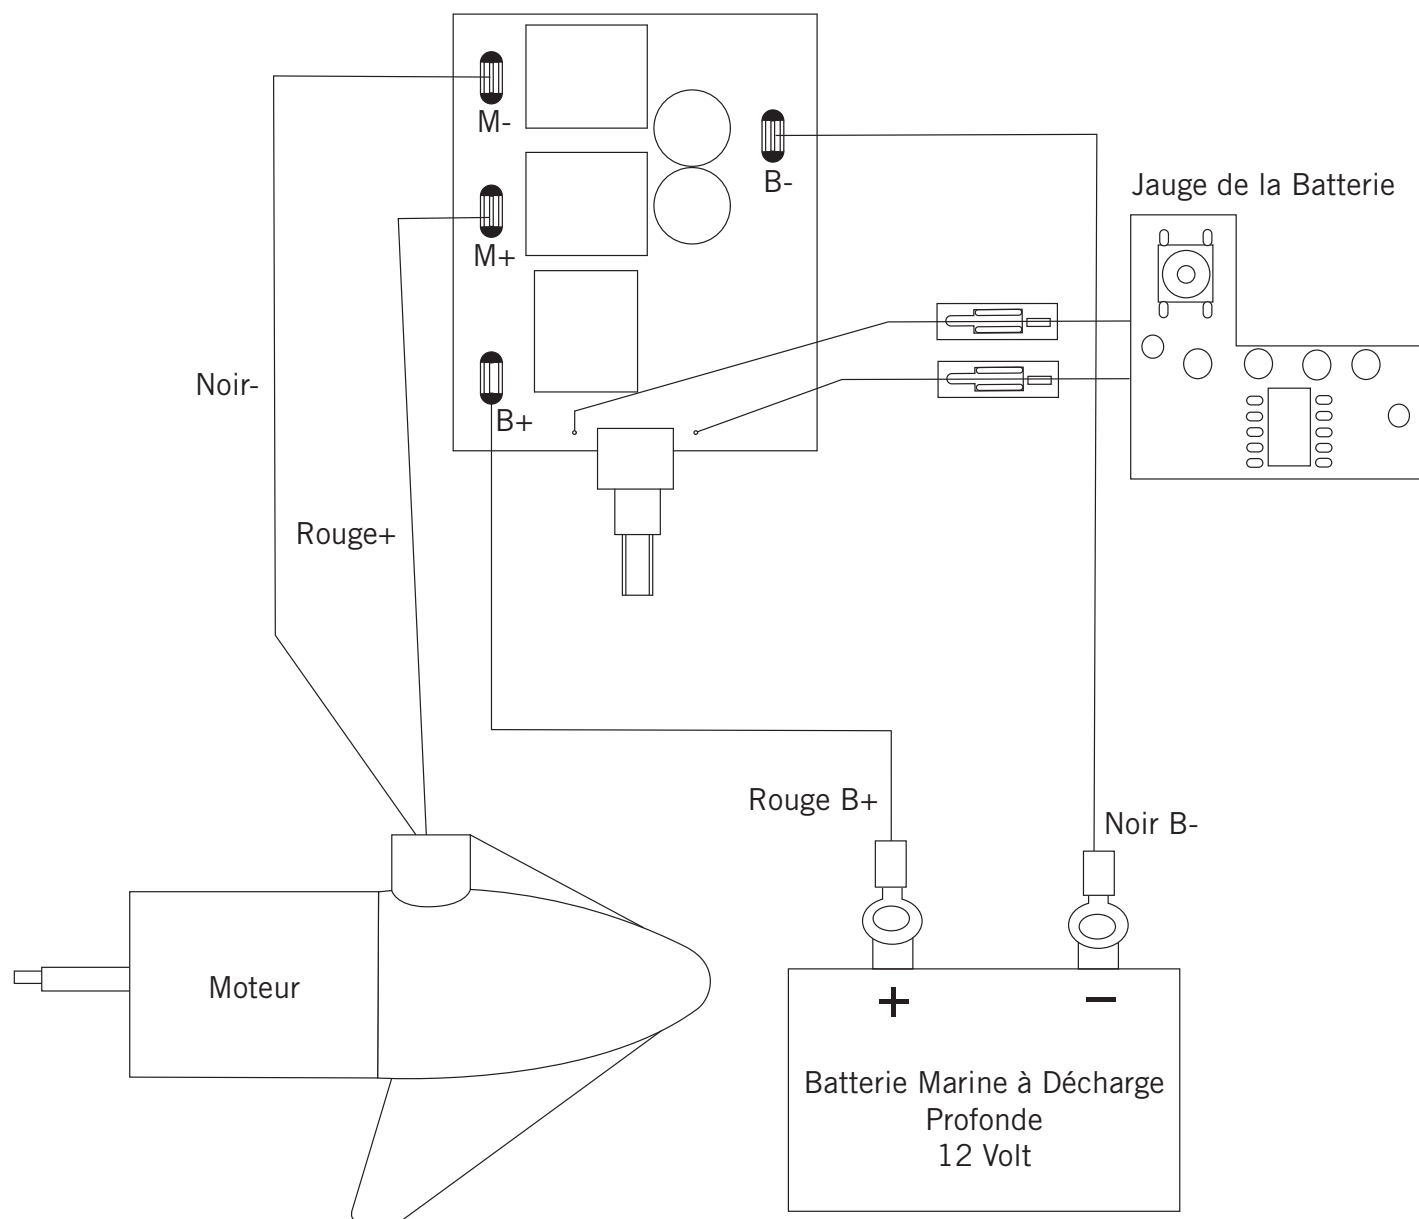 M-
B-
Jauge de la Batterie
M+
Noir-
B+
Rouge+
Rouge B+
Noir B-
Moteur
+
−
Batterie Marine à Décharge
Profonde
12 Volt